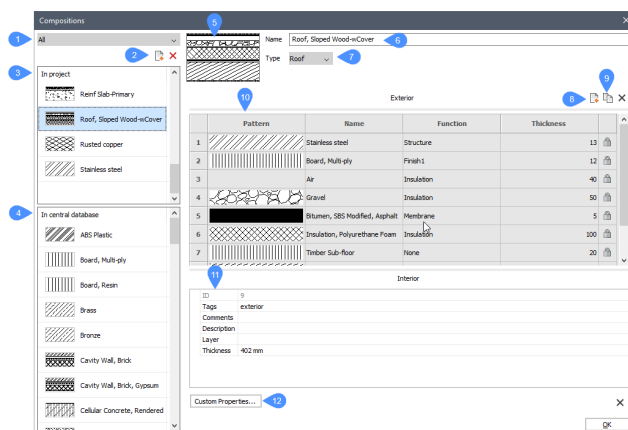 Compositions
All
1
2
3
In project
Reinf Slab-Primary
Roof, Sloped Wood-wCover
Rusted copper
Stainless steel
4
In central database
ABS Plastic
Board, Multi-ply
Board, Resin
Brass
Bronze
Cavity Wall, Brick
Cavity Wall, Brick, Gypsum
Cellular Concrete, Rendered
5
Name Roof, Sloped Wood-wCover 6
Type Roof 7
8
9
10
Exterior
Pattern Name Function Thickness
1 Stainless steel Structure 13
2 Board, Multi-ply Finish1 12
3 Air Insulation 40
4 Gravel Insulation 50
5 Bitumen, SBS Modified, Asphalt Membrane 5
6 Insulation, Polyurethane Foam Insulation 100
7 Timber Sub-floor None 20
11
Interior
ID 9
Tags exterior
Comments
Description
Layer
Thickness 402 mm
Custom Properties... 12
OK